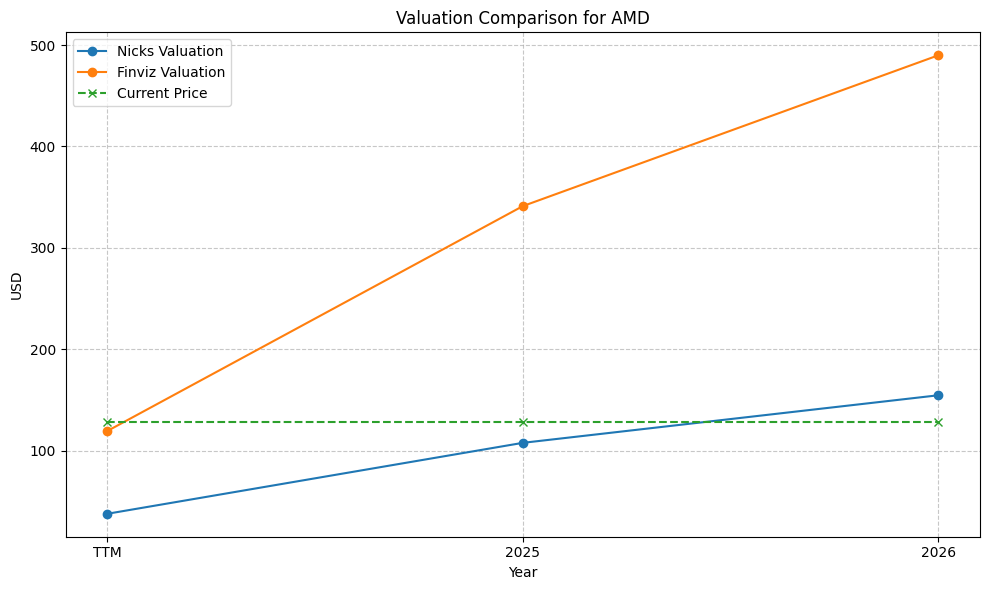 Valuation Comparison for AMD
Nicks Valuation
Finviz Valuation
Current Price
500
400
300
200
100
USD
TTM
2025
2026
Year